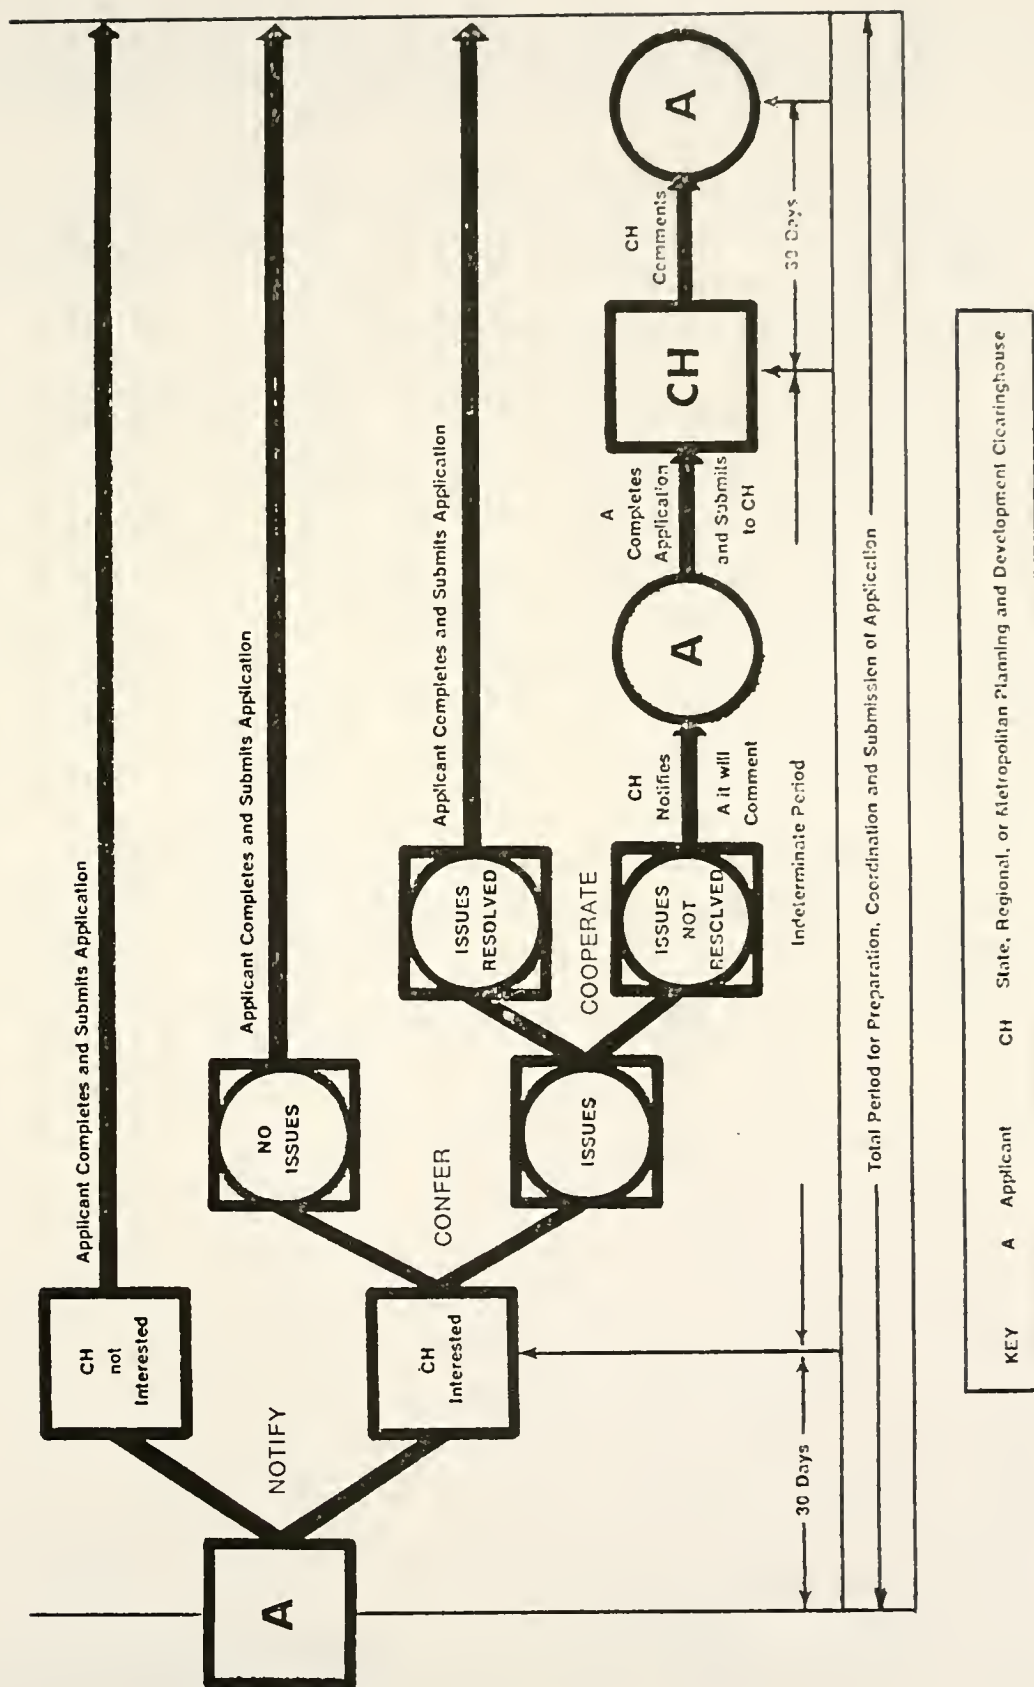 Applicant Completes and Submits Application
CH
not
Interested
Applicant Completes and Submits Application
NO
ISSUES
NOTIFY
A
CONFER
CH
Interested
ISSUES
Applicant Completes and Submits Application
ISSUES
RESOLVED
COOPERATE
ISSUES
NOT
RESCLVED
CH
Notifies
A it will
Comment
A
A
Completes
Application
and Submits
to CH
CH
CH
Comments
A
30 Days
Indeterminate Period
30 Days
Total Period for Preparation, Coordination and Submission of Application
KEY A Applicant CH State, Regional, or Metropolitan Planning and Development Clearinghouse